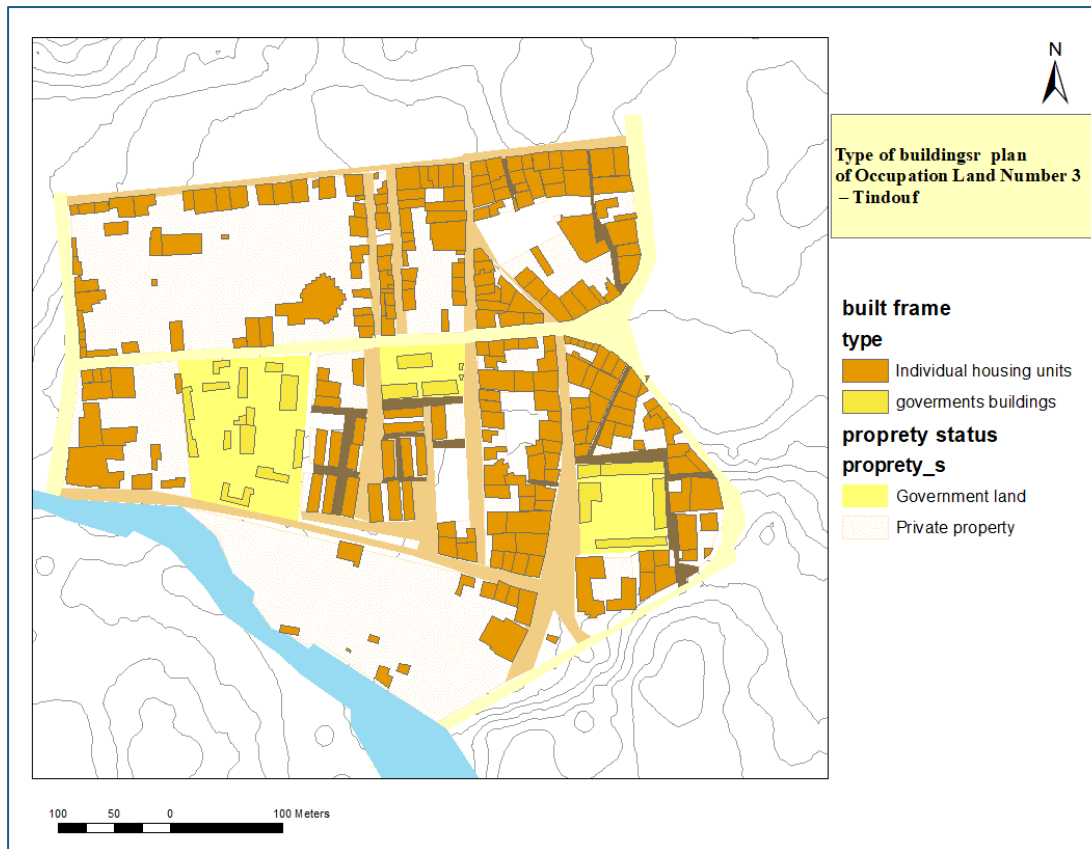 N
Type of buildingsr plan
of Occupation Land Number 3
– Tindouf
built frame
type
Individual housing units
goverments buildings
proprety status
proprety_s
Government land
Private property
100 50 0 100 Meters